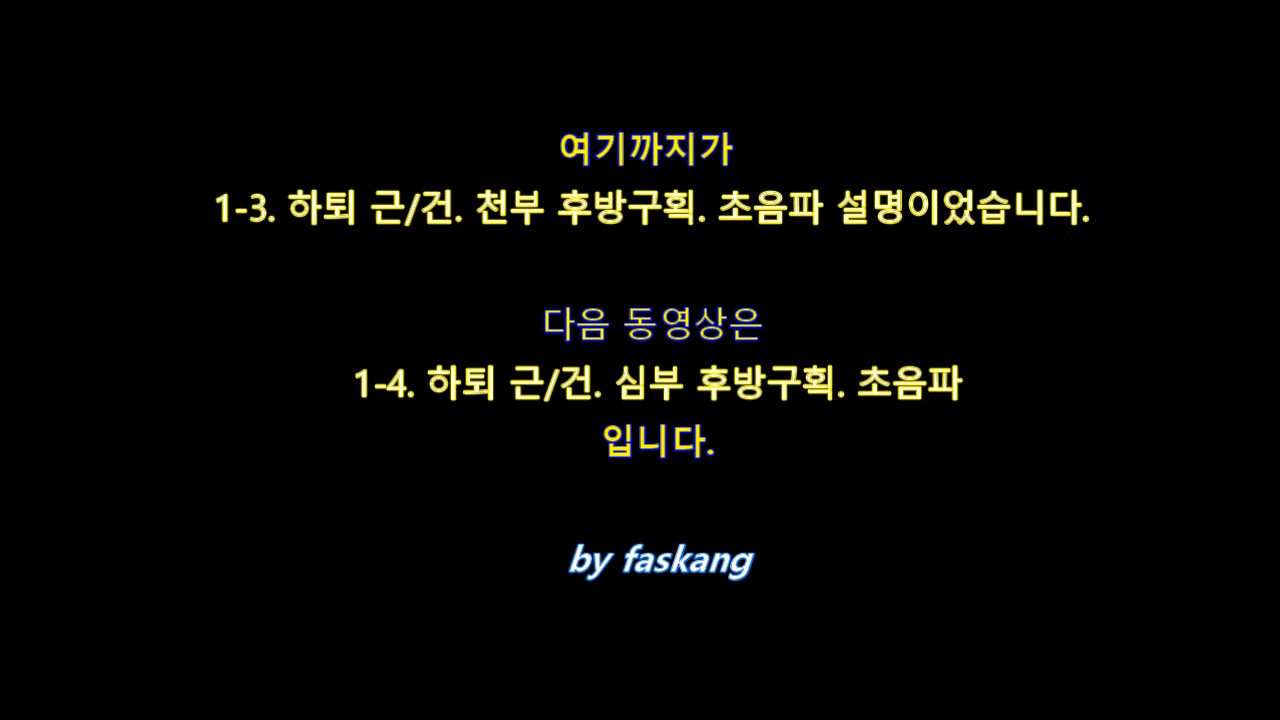 여기까지가
1-3. 하퇴 근/건. 천부 후방구획. 초음파 설명이었습니다.
다음 동영상은
1-4. 하퇴 근/건. 심부 후방구획. 초음파
입니다.
by faskang